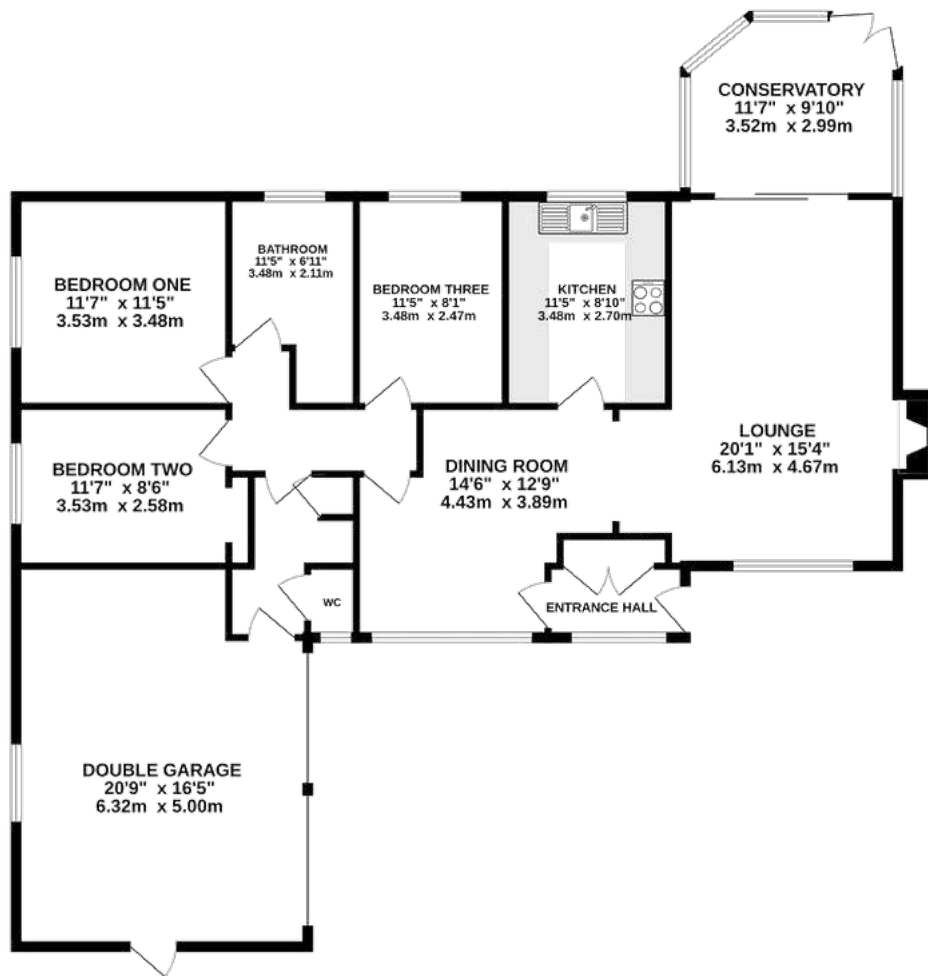 CONSERVATORY
11'7" x 9'10"
3.52m x 2.99m
BATHROOM
11'5" x 6'11"
3.48m x 2.11m
BEDROOM ONE
11'7" x 11'5"
3.53m x 3.48m
BEDROOM THREE
11'5" x 8'1"
3.48m x 2.47m
KITCHEN
11'5" x 8'10"
3.48m x 2.70m
LOUNGE
20'1" x 15'4"
6.13m x 4.67m
BEDROOM TWO
11'7" x 8'6"
3.53m x 2.58m
DINING ROOM
14'6" x 12'9"
4.43m x 3.89m
WC
ENTRANCE HALL
DOUBLE GARAGE
20'9" x 16'5"
6.32m x 5.00m